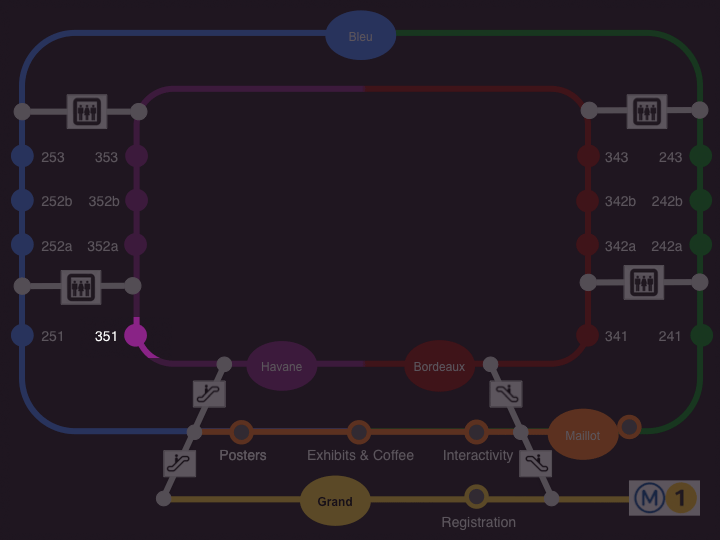 Bleu
253 353 343 243
252b 352b 342b 242b
252a 352a 342a 242a
251 351 341 241
Havane Bordeaux
Maillot
Posters Exhibits & Coffee Interactivity
Grand M 1
Registration